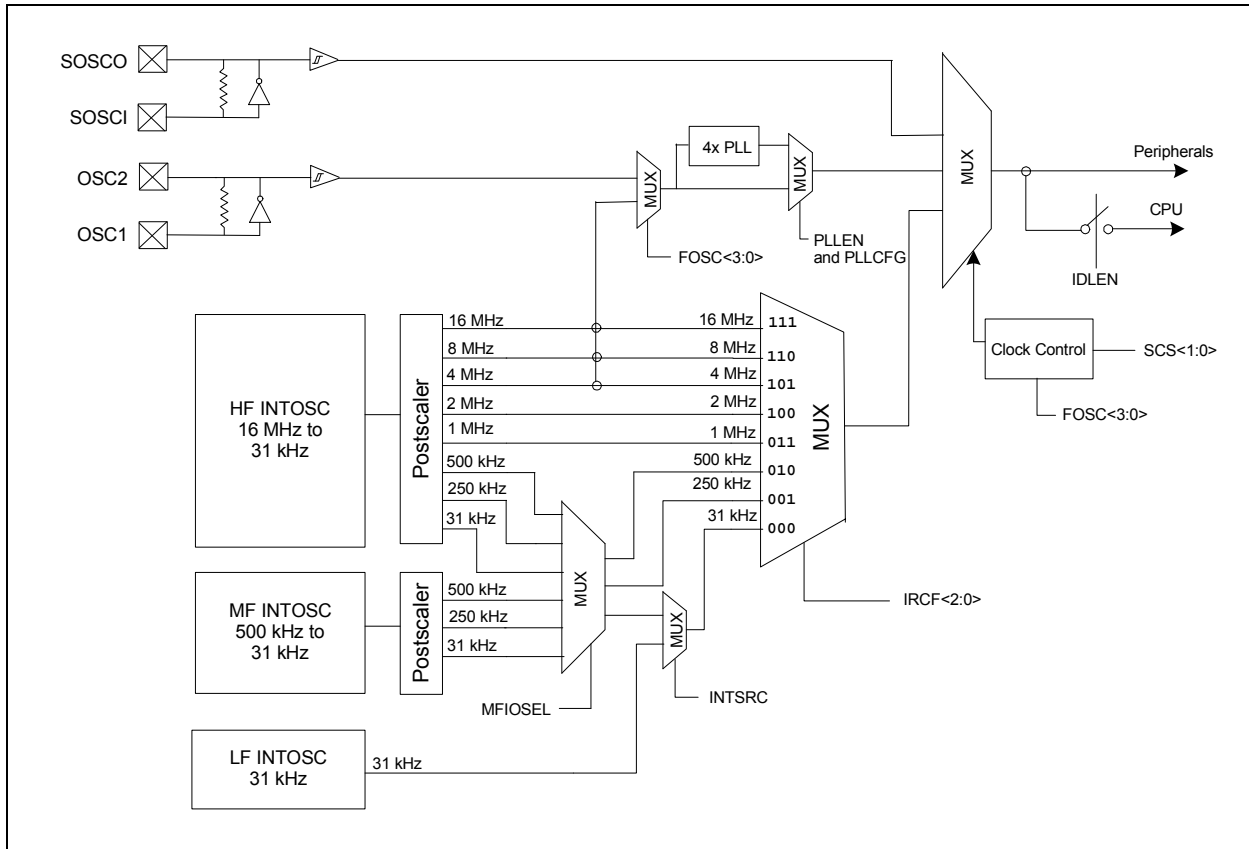 SOSCO
SOSCI
OSC2
OSC1
4x PLL
MUX
MUX
MUX
Peripherals
CPU
IDLEN
FOSC<3:0>
PLLEN
and PLLCFG
Clock Control
SCS<1:0>
FOSC<3:0>
HF INTOSC
16 MHz to
31 kHz
Postscaler
16 MHz
8 MHz
4 MHz
2 MHz
1 MHz
500 kHz
250 kHz
31 kHz
16 MHz
8 MHz
4 MHz
2 MHz
1 MHz
500 kHz
250 kHz
31 kHz
111
110
101
100
011
010
001
000
MUX
IRCF<2:0>
MF INTOSC
500 kHz to
31 kHz
Postscaler
500 kHz
250 kHz
31 kHz
MUX
MFIOSEL
MUX
INTSRC
LF INTOSC
31 kHz
31 kHz